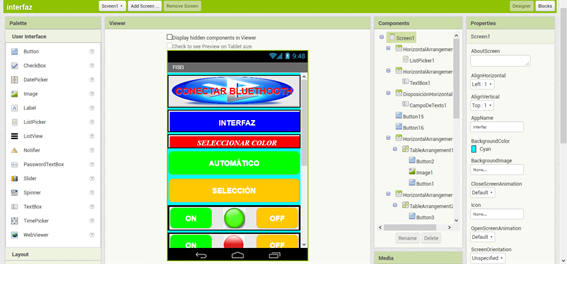 interfaz
Screen1
Add Screen ...
Remove Screen
Designer
Blocks
Palette
User Interface
Button
CheckBox
DatePicker
Image
Label
ListPicker
ListView
Notifier
PasswordTextBox
Slider
Spinner
TextBox
TimePicker
WebViewer
Layout
Viewer
Display hidden components in Viewer
Check to see Preview on Tablet size.
9:48
CONECTAR BLUETHOOTH
INTERFAZ
SELECCIONAR COLOR
AUTOMÁTICO
SELECCIÓN
ON
OFF
ON
OFF
Components
Screen1
HorizontalArrangemen
ListPicker1
HorizontalArrangemen
TextBox1
DisposiciónHorizontal
CampoDeTexto1
Button15
Button16
HorizontalArrangemen
TableArrangement1
Button2
Image1
Button1
HorizontalArrangemen
TableArrangement2
Button3
Rename
Delete
Media
Properties
Screen1
AboutScreen
AlignHorizontal
Left : 1
AlignVertical
Top : 1
AppName
interfaz
BackgroundColor
Cyan
BackgroundImage
None...
CloseScreenAnimation
Default
Icon
None...
OpenScreenAnimation
Default
ScreenOrientation
Unspecified